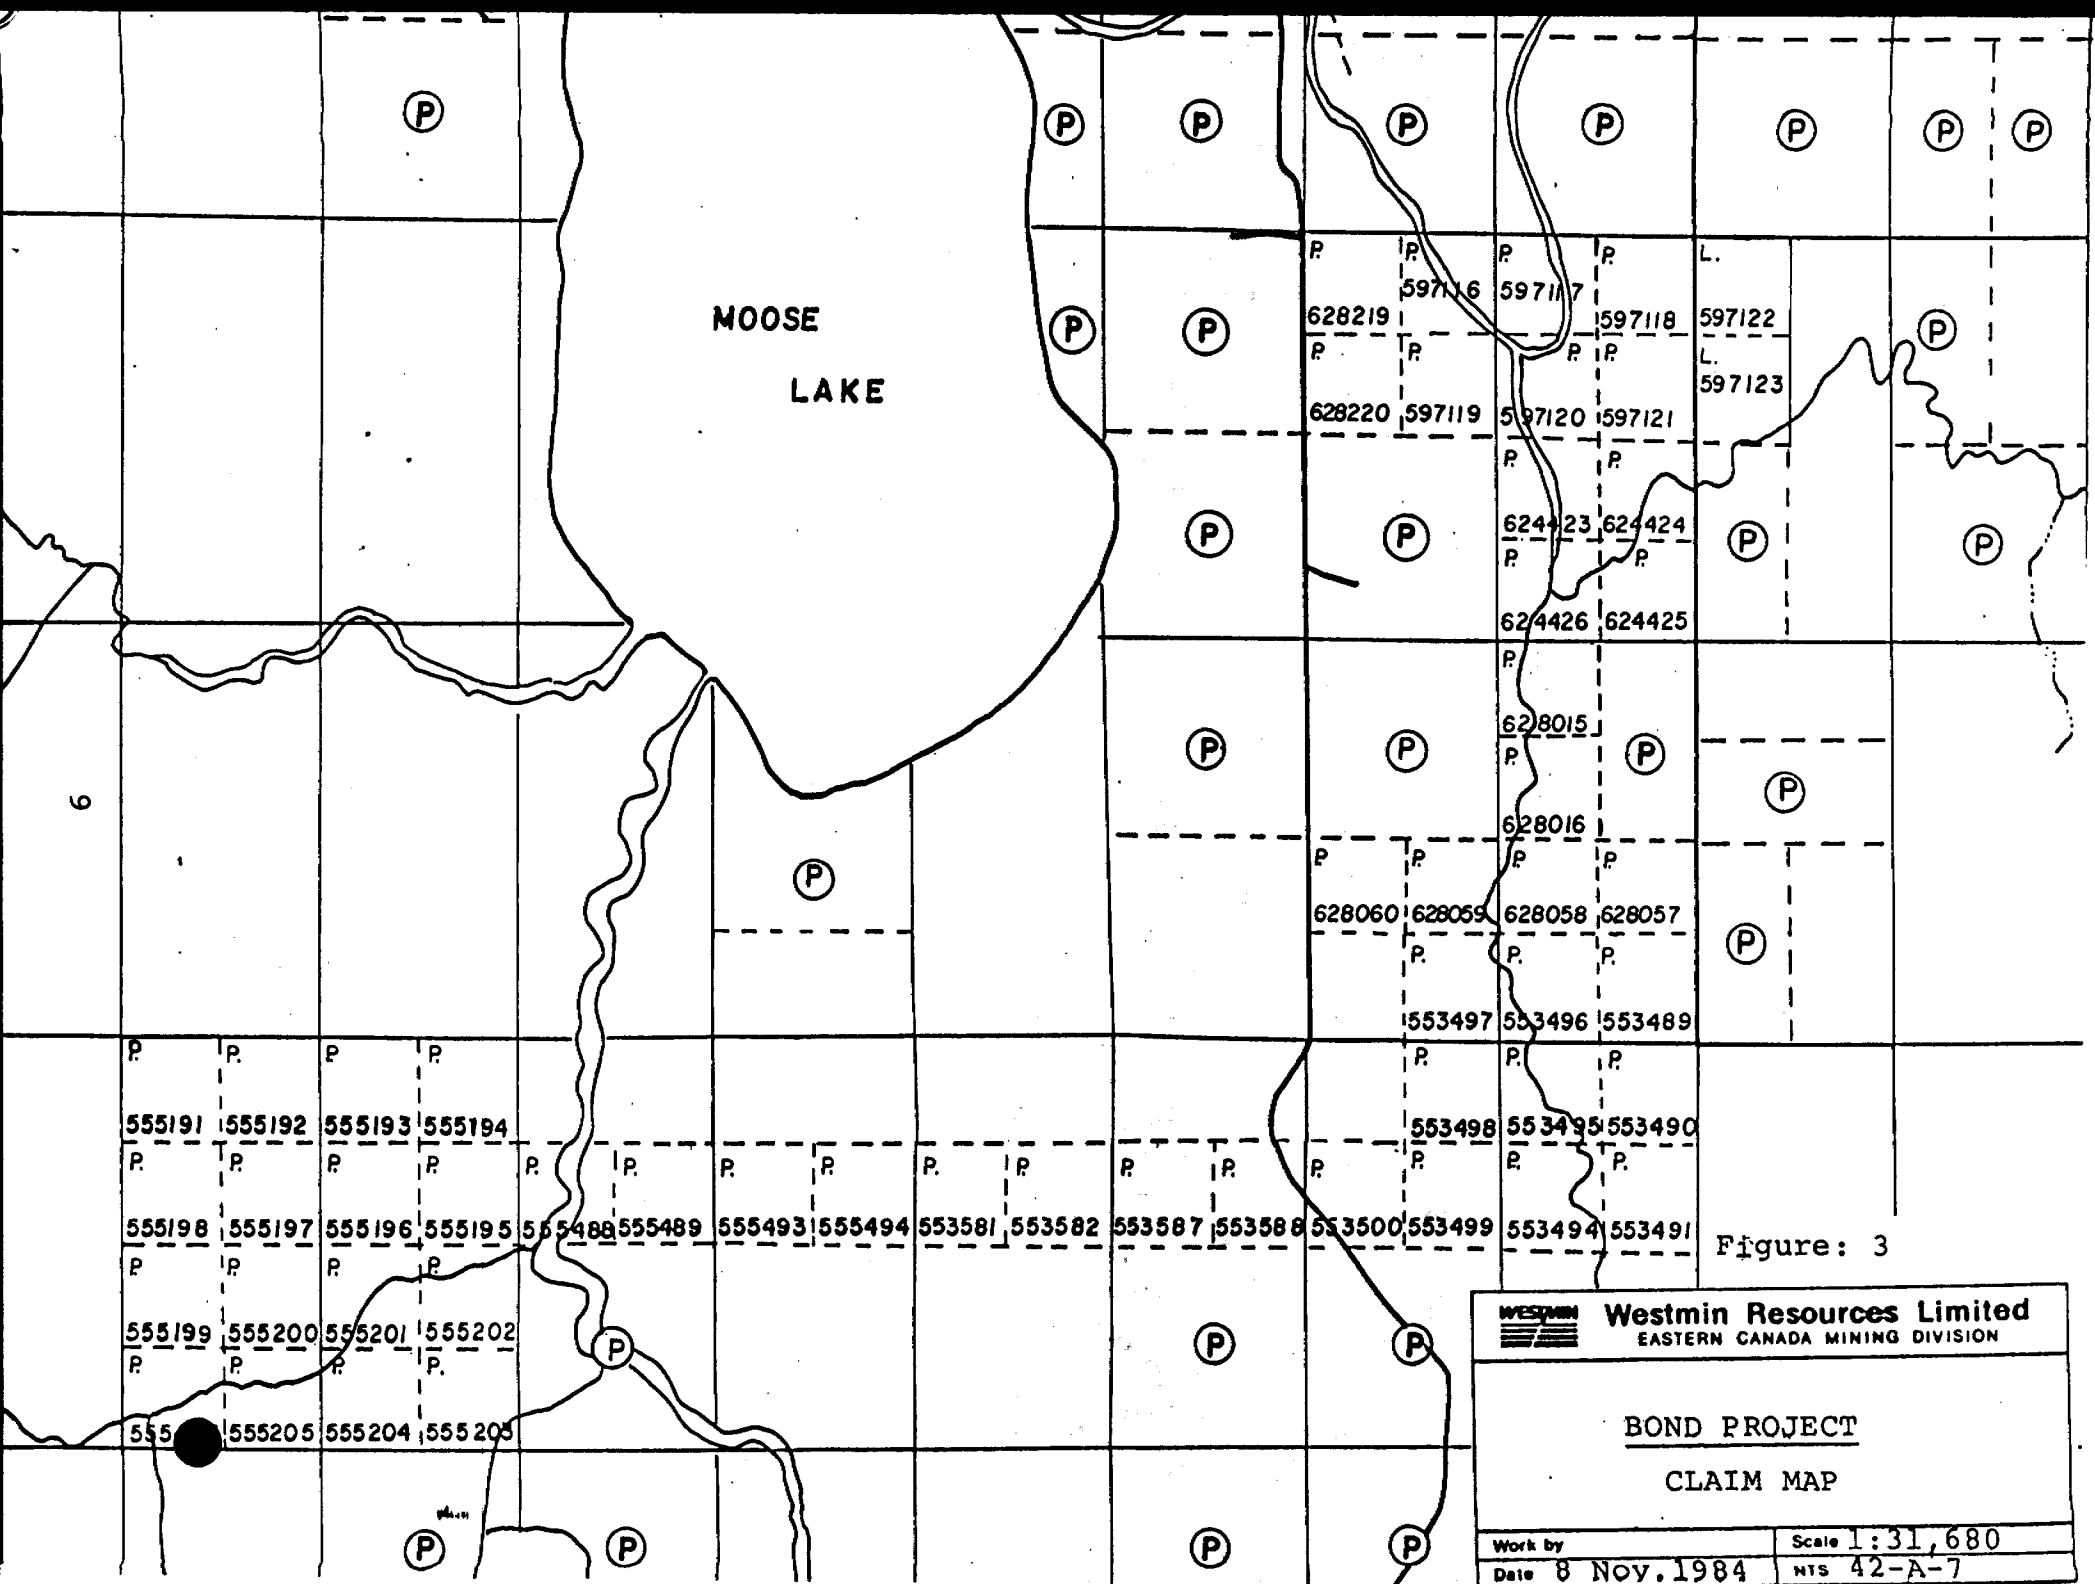 P
P P P P P P P
P. P. P. P. L.
597116 597117
MOOSE
628219 597118 597122
P P P
P. P. P. P. L.
597123
LAKE
628220 597119 597120 597121
P. P.
624423 624424
P P P P
P. P.
624426 624425
P.
628015
P P P
P.
P
6
628016
P P. P. P.
P
628060 628059 628058 628057
P
P. P. P.
553497 553496 553489
P. P. P. P. P. P. P.
555191 555192 555193 555194 553498 553495 553490
P. P. P. P. P. P. P. P. P. P. P. P. P. P. P. P.
555198 555197 555196 555195 555488 555489 555493 555494 553581 553582 553587 553588 553500 553499 553494 553491
Figure: 3
P. P. P. P.
555199 555200 555201 555202
P P P
P. P. P. P.
555205 555204 555203
P P P P
WESTMIN Westmin Resources Limited
EASTERN CANADA MINING DIVISION
BOND PROJECT
CLAIM MAP
Work by Scale 1:31,680
Date 8 Nov.1984 NTS 42-A-7